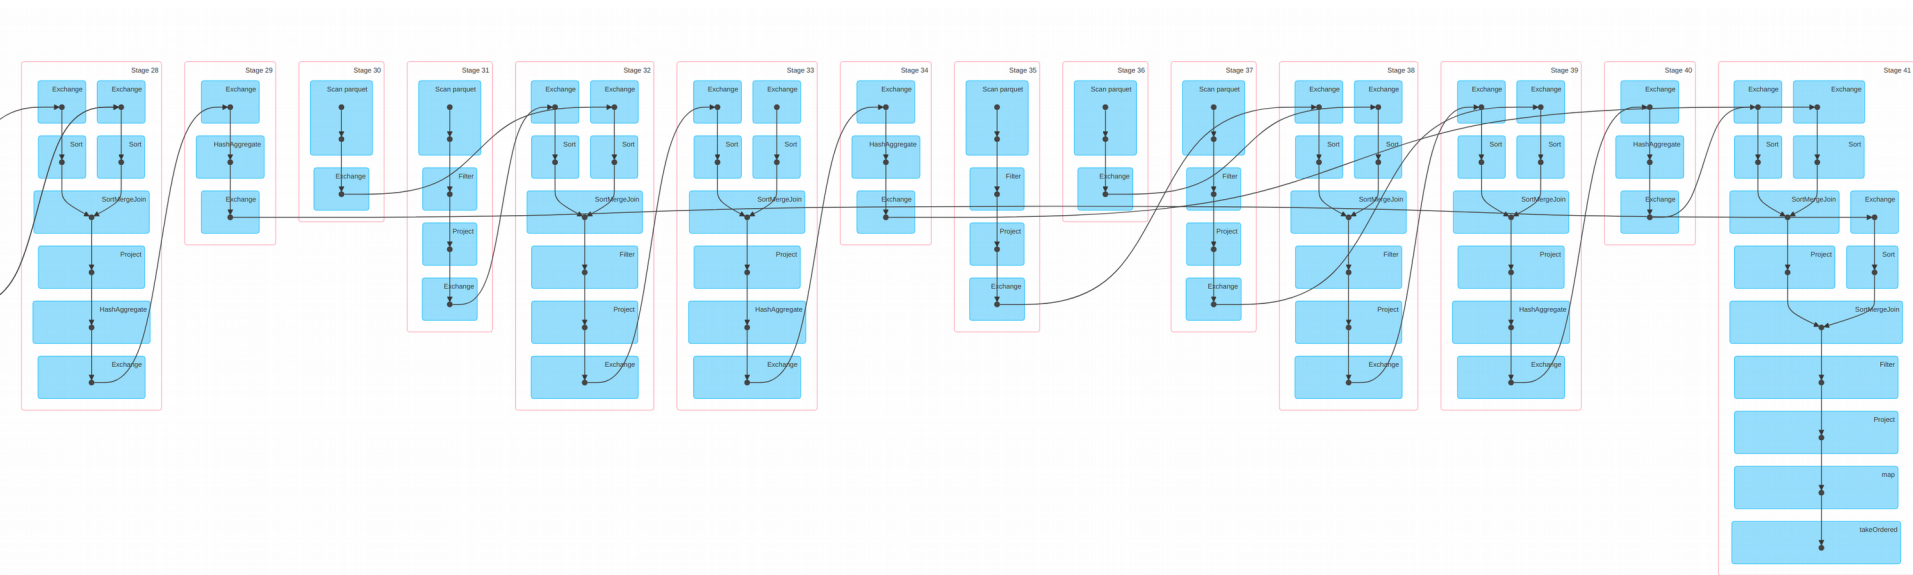 Stage 28
Exchange
Exchange
Sort
Sort
SortMergeJoin
Project
HashAggregate
Exchange
Stage 29
Exchange
HashAggregate
Exchange
Stage 30
Scan parquet
Exchange
Stage 31
Scan parquet
Filter
Project
Exchange
Stage 32
Exchange
Exchange
Sort
Sort
SortMergeJoin
Filter
Project
Exchange
Stage 33
Exchange
Exchange
Sort
Sort
SortMergeJoin
Project
HashAggregate
Exchange
Stage 34
Exchange
HashAggregate
Exchange
Stage 35
Scan parquet
Filter
Project
Exchange
Stage 36
Scan parquet
Exchange
Stage 37
Scan parquet
Filter
Project
Exchange
Stage 38
Exchange
Exchange
Sort
Sort
SortMergeJoin
Filter
Project
Exchange
Stage 39
Exchange
Exchange
Sort
Sort
SortMergeJoin
Project
HashAggregate
Exchange
Stage 40
Exchange
HashAggregate
Exchange
Stage 41
Exchange
Exchange
Sort
Sort
SortMergeJoin
Exchange
Project
Sort
SortMergeJoin
Filter
Project
map
takeOrdered